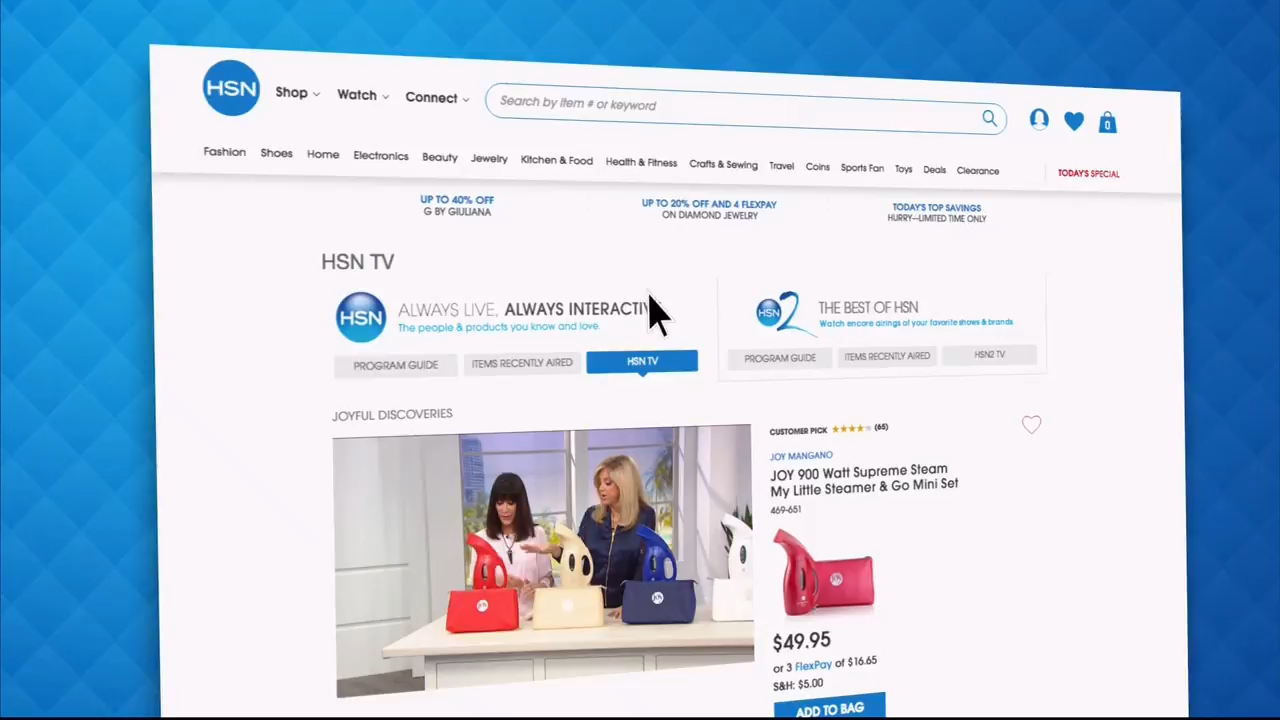 HSN
Shop
Watch
Connect
Search by item # or keyword
0
Fashion
Shoes
Home
Electronics
Beauty
Jewelry
Kitchen & Food
Health & Fitness
Crafts & Sewing
Travel
Coins
Sports Fan
Toys
Deals
Clearance
TODAY'S SPECIAL
UP TO 40% OFF
G BY GIULIANA
UP TO 20% OFF AND 4 FLEXPAY
ON DIAMOND JEWELRY
TODAY'S TOP SAVINGS
HURRY—LIMITED TIME ONLY
HSN TV
HSN
ALWAYS LIVE, ALWAYS INTERACTIV
The people & products you know and love.
PROGRAM GUIDE
ITEMS RECENTLY AIRED
HSN TV
HSN2
THE BEST OF HSN
Watch encore airings of your favorite shows & brands.
PROGRAM GUIDE
ITEMS RECENTLY AIRED
HSN2 TV
JOYFUL DISCOVERIES
CUSTOMER PICK
(65)
JOY MANGANO
JOY 900 Watt Supreme Steam
My Little Steamer & Go Mini Set
469-651
$49.95
or 3 FlexPay of $16.65
S&H: $5.00
ADD TO BAG